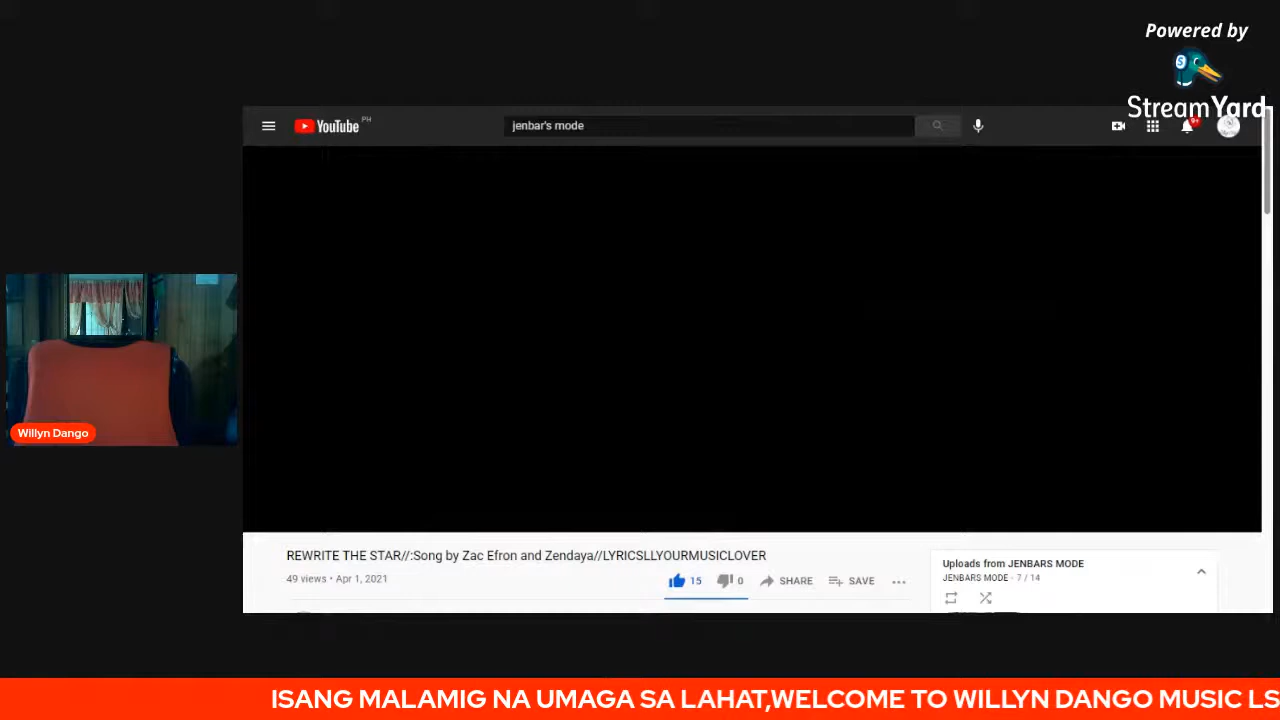 Powered by
StreamYard
YouTube PH
jenbar's mode
9+
Willyn Dango
REWRITE THE STAR//:Song by Zac Efron and Zendaya//LYRICSLLYOURMUSICLOVER
49 views • Apr 1, 2021
15
0
SHARE
SAVE
Uploads from JENBARS MODE
JENBARS MODE - 7 / 14
ISANG MALAMIG NA UMAGA SA LAHAT,WELCOME TO WILLYN DANGO MUSIC LS